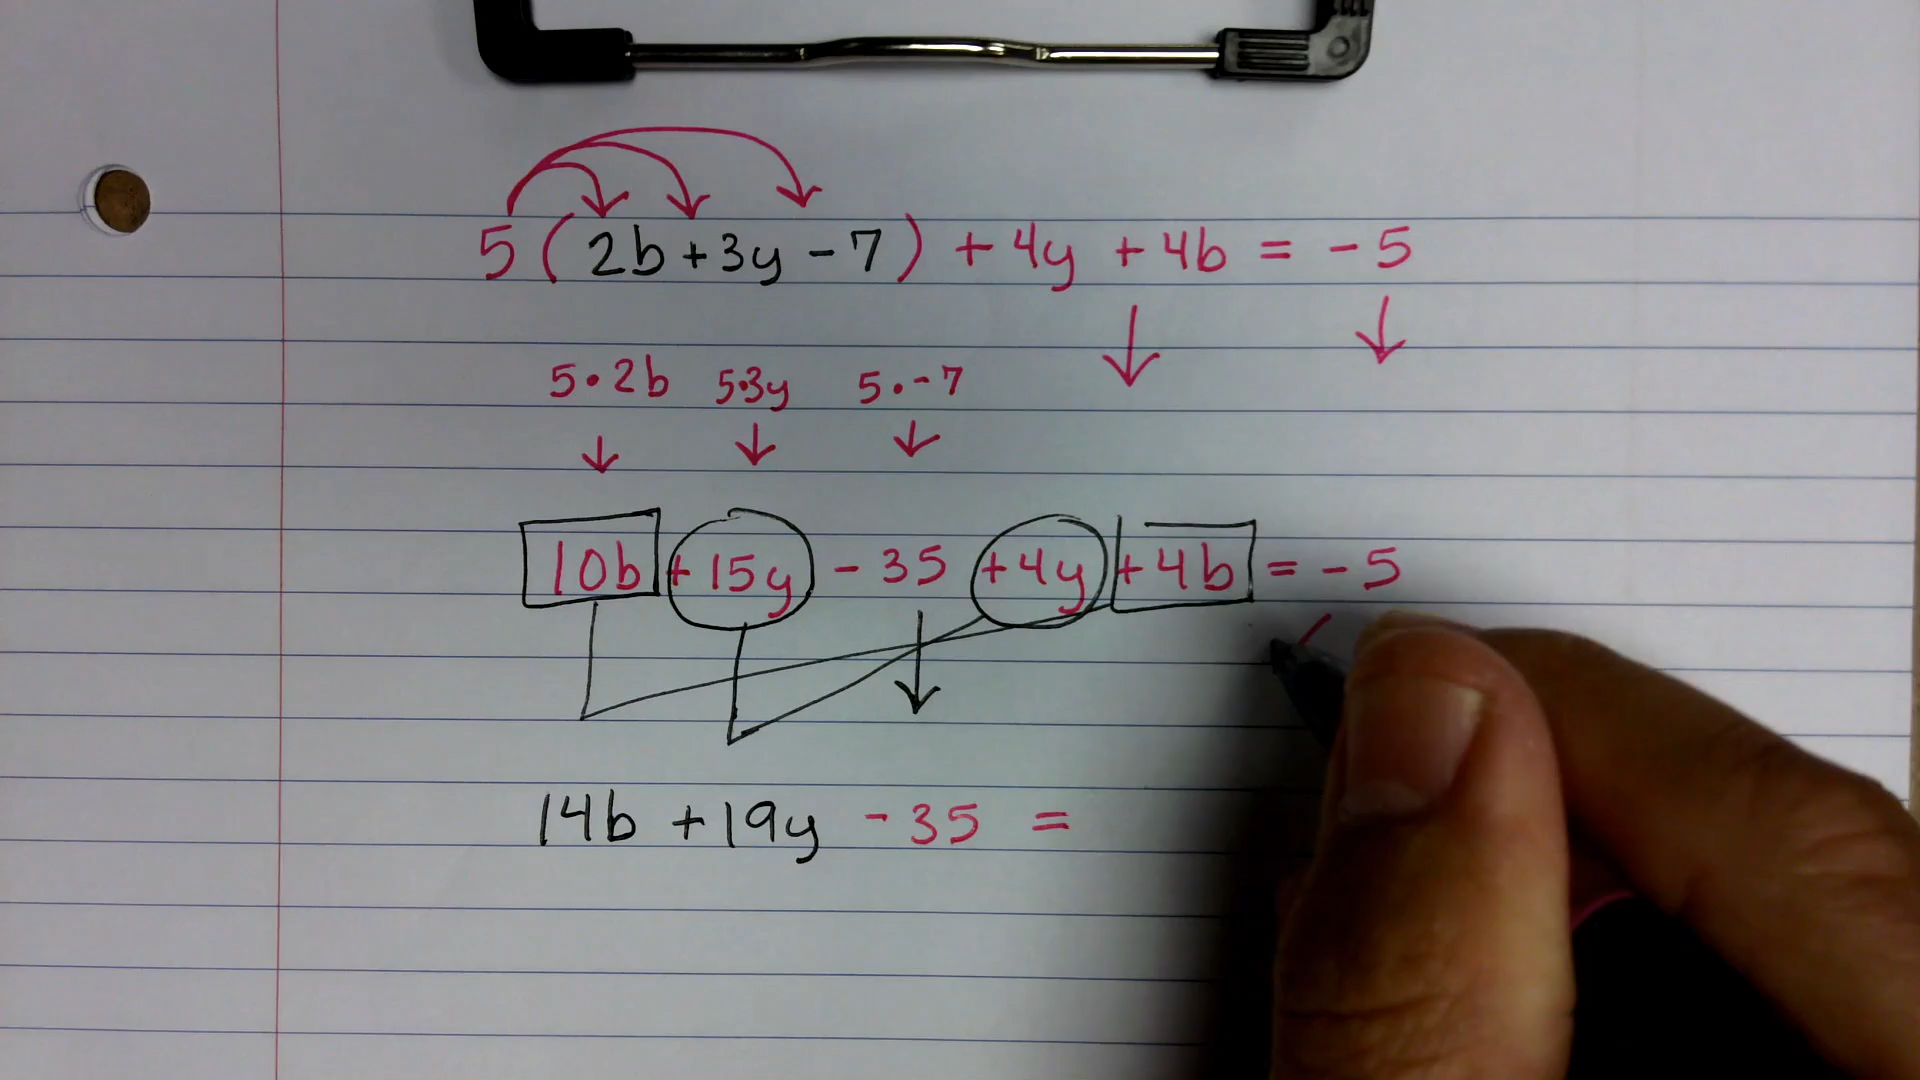 5(2b+3y-7) + 4y + 4b = -5
5•2b 5•3y 5•-7
10b +15y - 35 +4y +4b = -5
14b +19y - 35 =